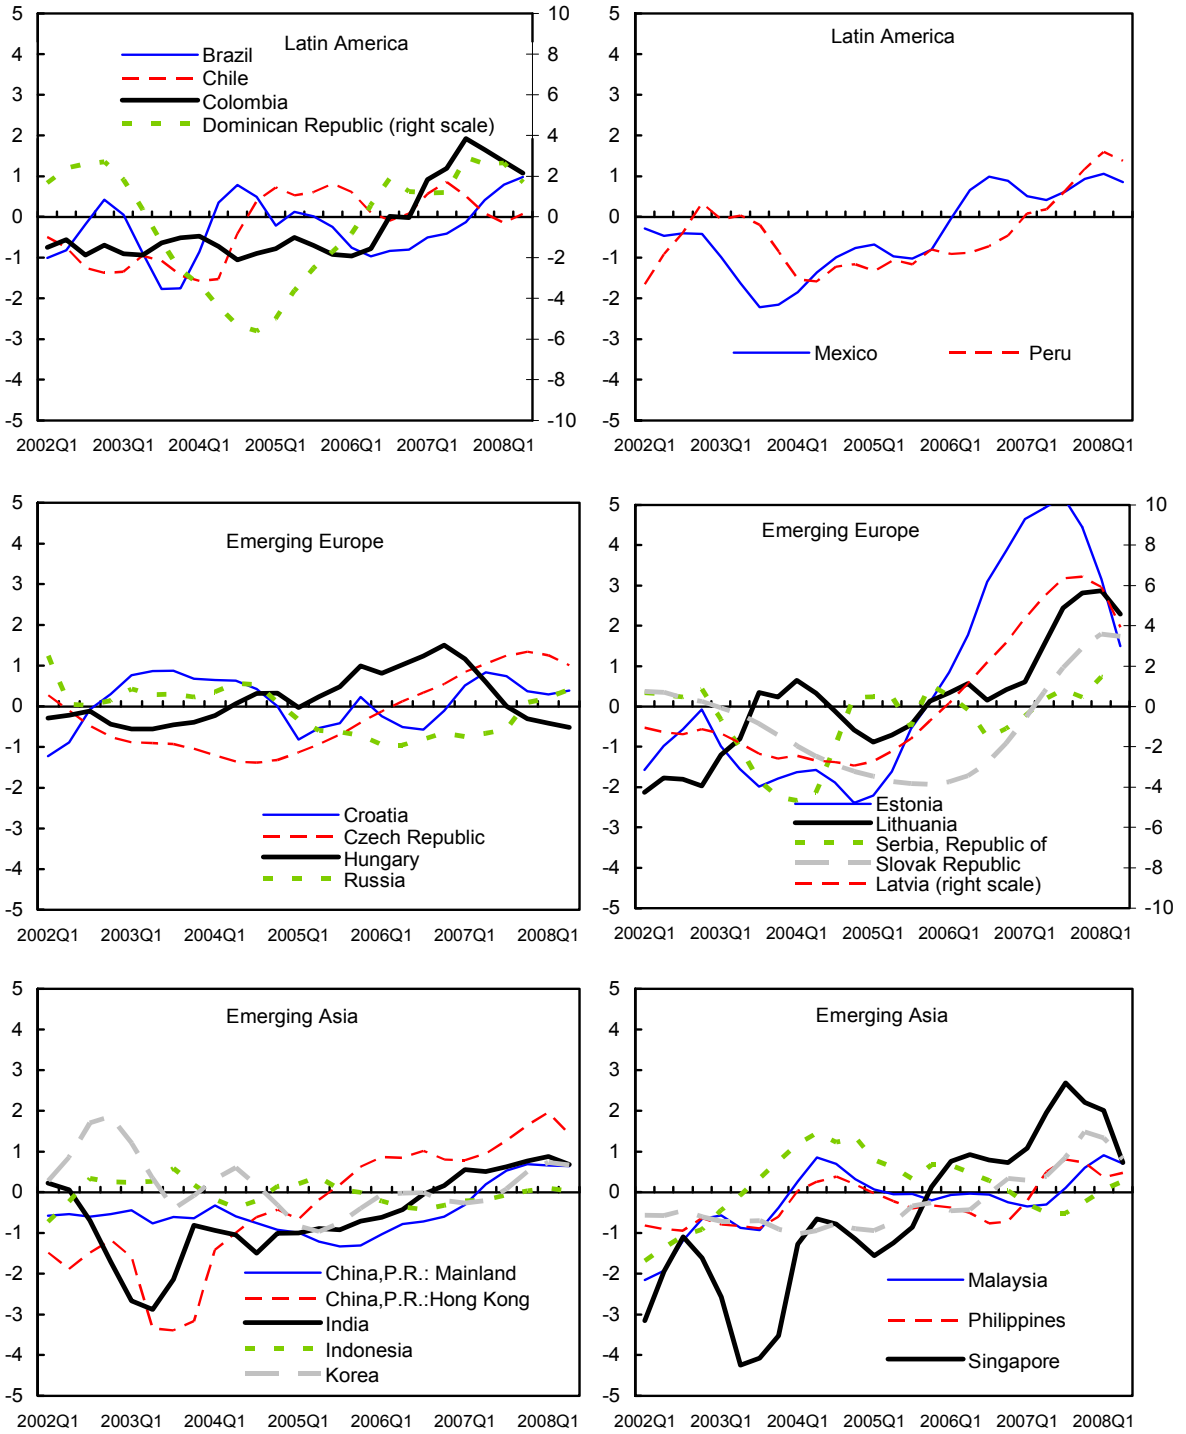 Latin America
Brazil
Chile
Colombia
Dominican Republic (right scale)
5
4
3
2
1
0
-1
-2
-3
-4
-5
10
8
6
4
2
0
-2
-4
-6
-8
-10
2002Q1 2003Q1 2004Q1 2005Q1 2006Q1 2007Q1 2008Q1
Latin America
5
4
3
2
1
0
-1
-2
-3
-4
-5
Mexico Peru
2002Q1 2003Q1 2004Q1 2005Q1 2006Q1 2007Q1 2008Q1
Emerging Europe
5
4
3
2
1
0
-1
-2
-3
-4
-5
Croatia
Czech Republic
Hungary
Russia
2002Q1 2003Q1 2004Q1 2005Q1 2006Q1 2007Q1 2008Q1
Emerging Europe
5
4
3
2
1
0
-1
-2
-3
-4
-5
10
8
6
4
2
0
-2
-4
-6
-8
-10
Estonia
Lithuania
Serbia, Republic of
Slovak Republic
Latvia (right scale)
2002Q1 2003Q1 2004Q1 2005Q1 2006Q1 2007Q1 2008Q1
Emerging Asia
5
4
3
2
1
0
-1
-2
-3
-4
-5
China,P.R.: Mainland
China,P.R.:Hong Kong
India
Indonesia
Korea
2002Q1 2003Q1 2004Q1 2005Q1 2006Q1 2007Q1 2008Q1
Emerging Asia
5
4
3
2
1
0
-1
-2
-3
-4
-5
Malaysia
Philippines
Singapore
2002Q1 2003Q1 2004Q1 2005Q1 2006Q1 2007Q1 2008Q1